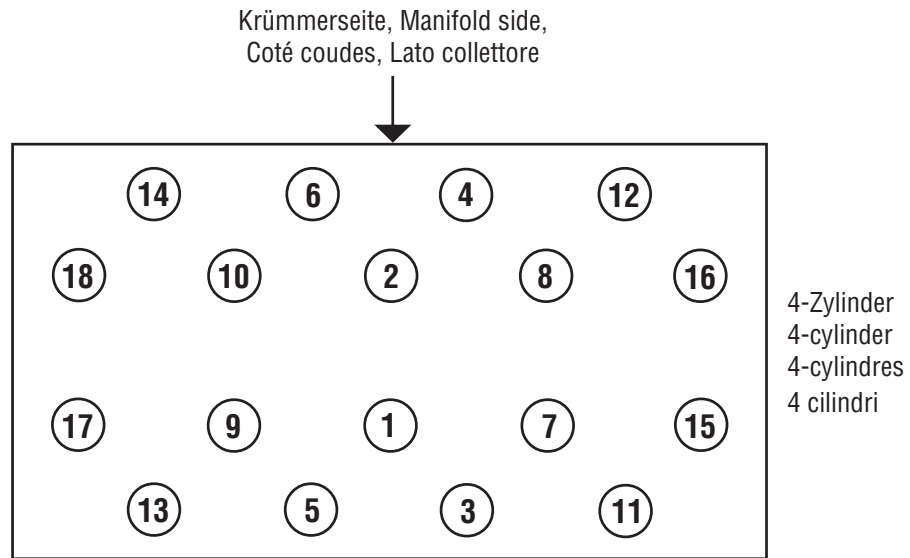 Krümmerseite, Manifold side,
Coté coudes, Lato collettore
14 6 4 12
18 10 2 8 16
4-Zylinder
4-cylinder
4-cylindres
4 cilindri
17 9 1 7 15
13 5 3 11